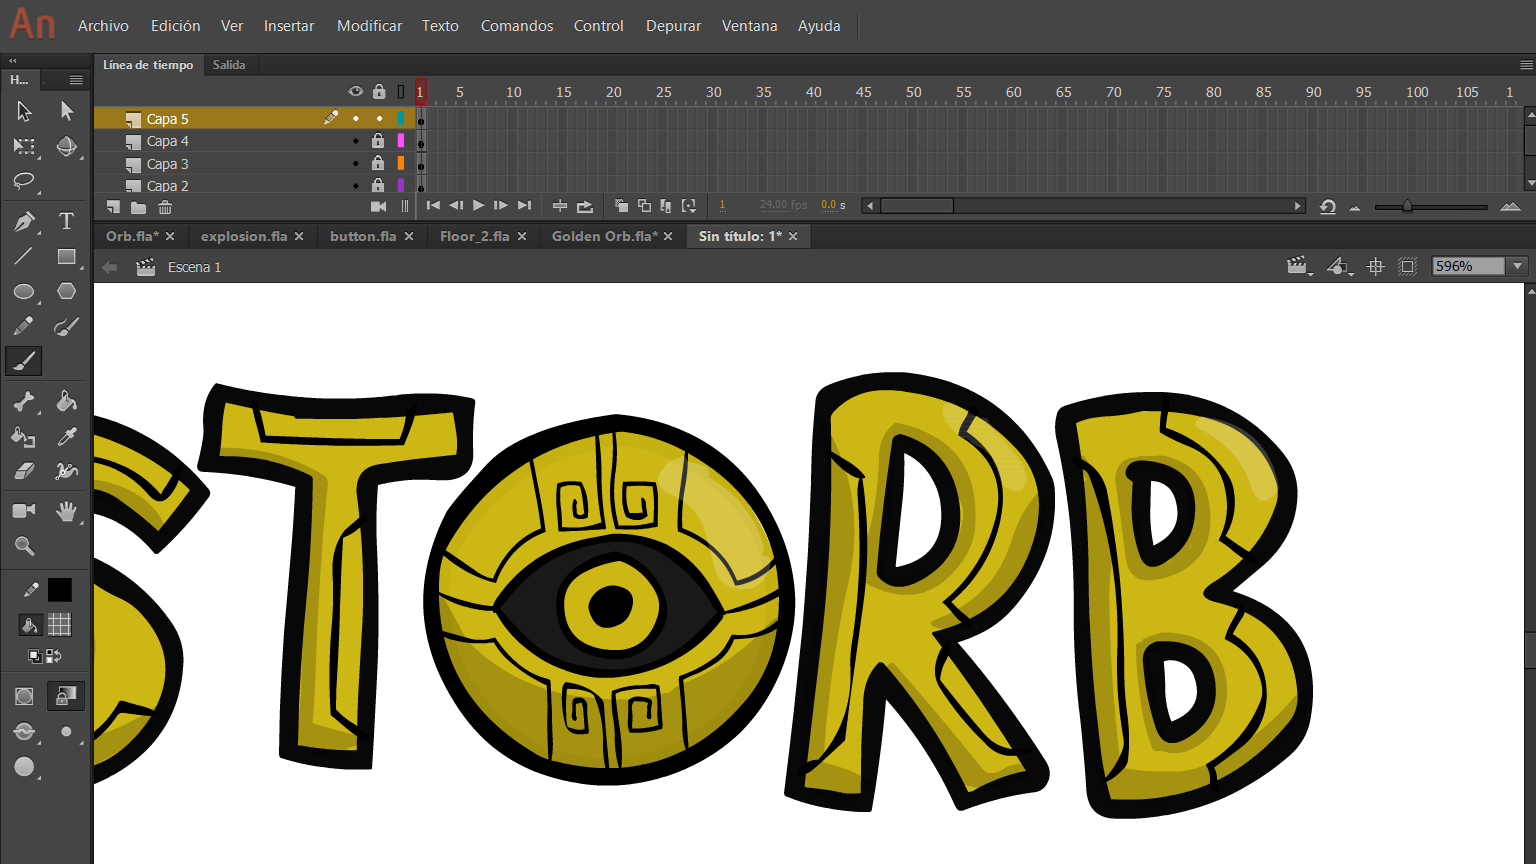 An Archivo Edición Ver Insertar Modificar Texto Comandos Control Depurar Ventana Ayuda
H... Línea de tiempo Salida
1 5 10 15 20 25 30 35 40 45 50 55 60 65 70 75 80 85 90 95 100 105 1
Capa 5
Capa 4
Capa 3
Capa 2
1 24.00 fps 0.0 s
Orb.fla* explosion.fla button.fla Floor_2.fla Golden Orb.fla* Sin título: 1*
Escena 1 596%
STORB